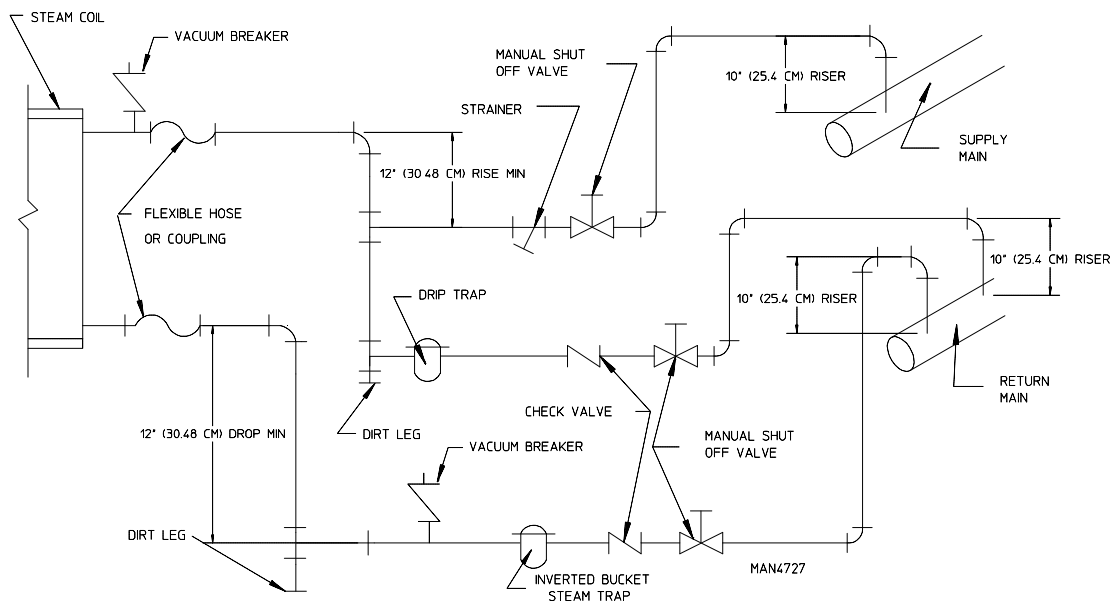 STEAM COIL
VACUUM BREAKER
MANUAL SHUT
OFF VALVE
10" (25.4 CM) RISER
STRAINER
SUPPLY
MAIN
12" (30.48 CM) RISE MIN
FLEXIBLE HOSE
OR COUPLING
10" (25.4 CM) RISER
10" (25.4 CM) RISER
DRIP TRAP
RETURN
MAIN
CHECK VALVE
12" (30.48 CM) DROP MIN
DIRT LEG
MANUAL SHUT
OFF VALVE
VACUUM BREAKER
DIRT LEG
MAN4727
INVERTED BUCKET
STEAM TRAP